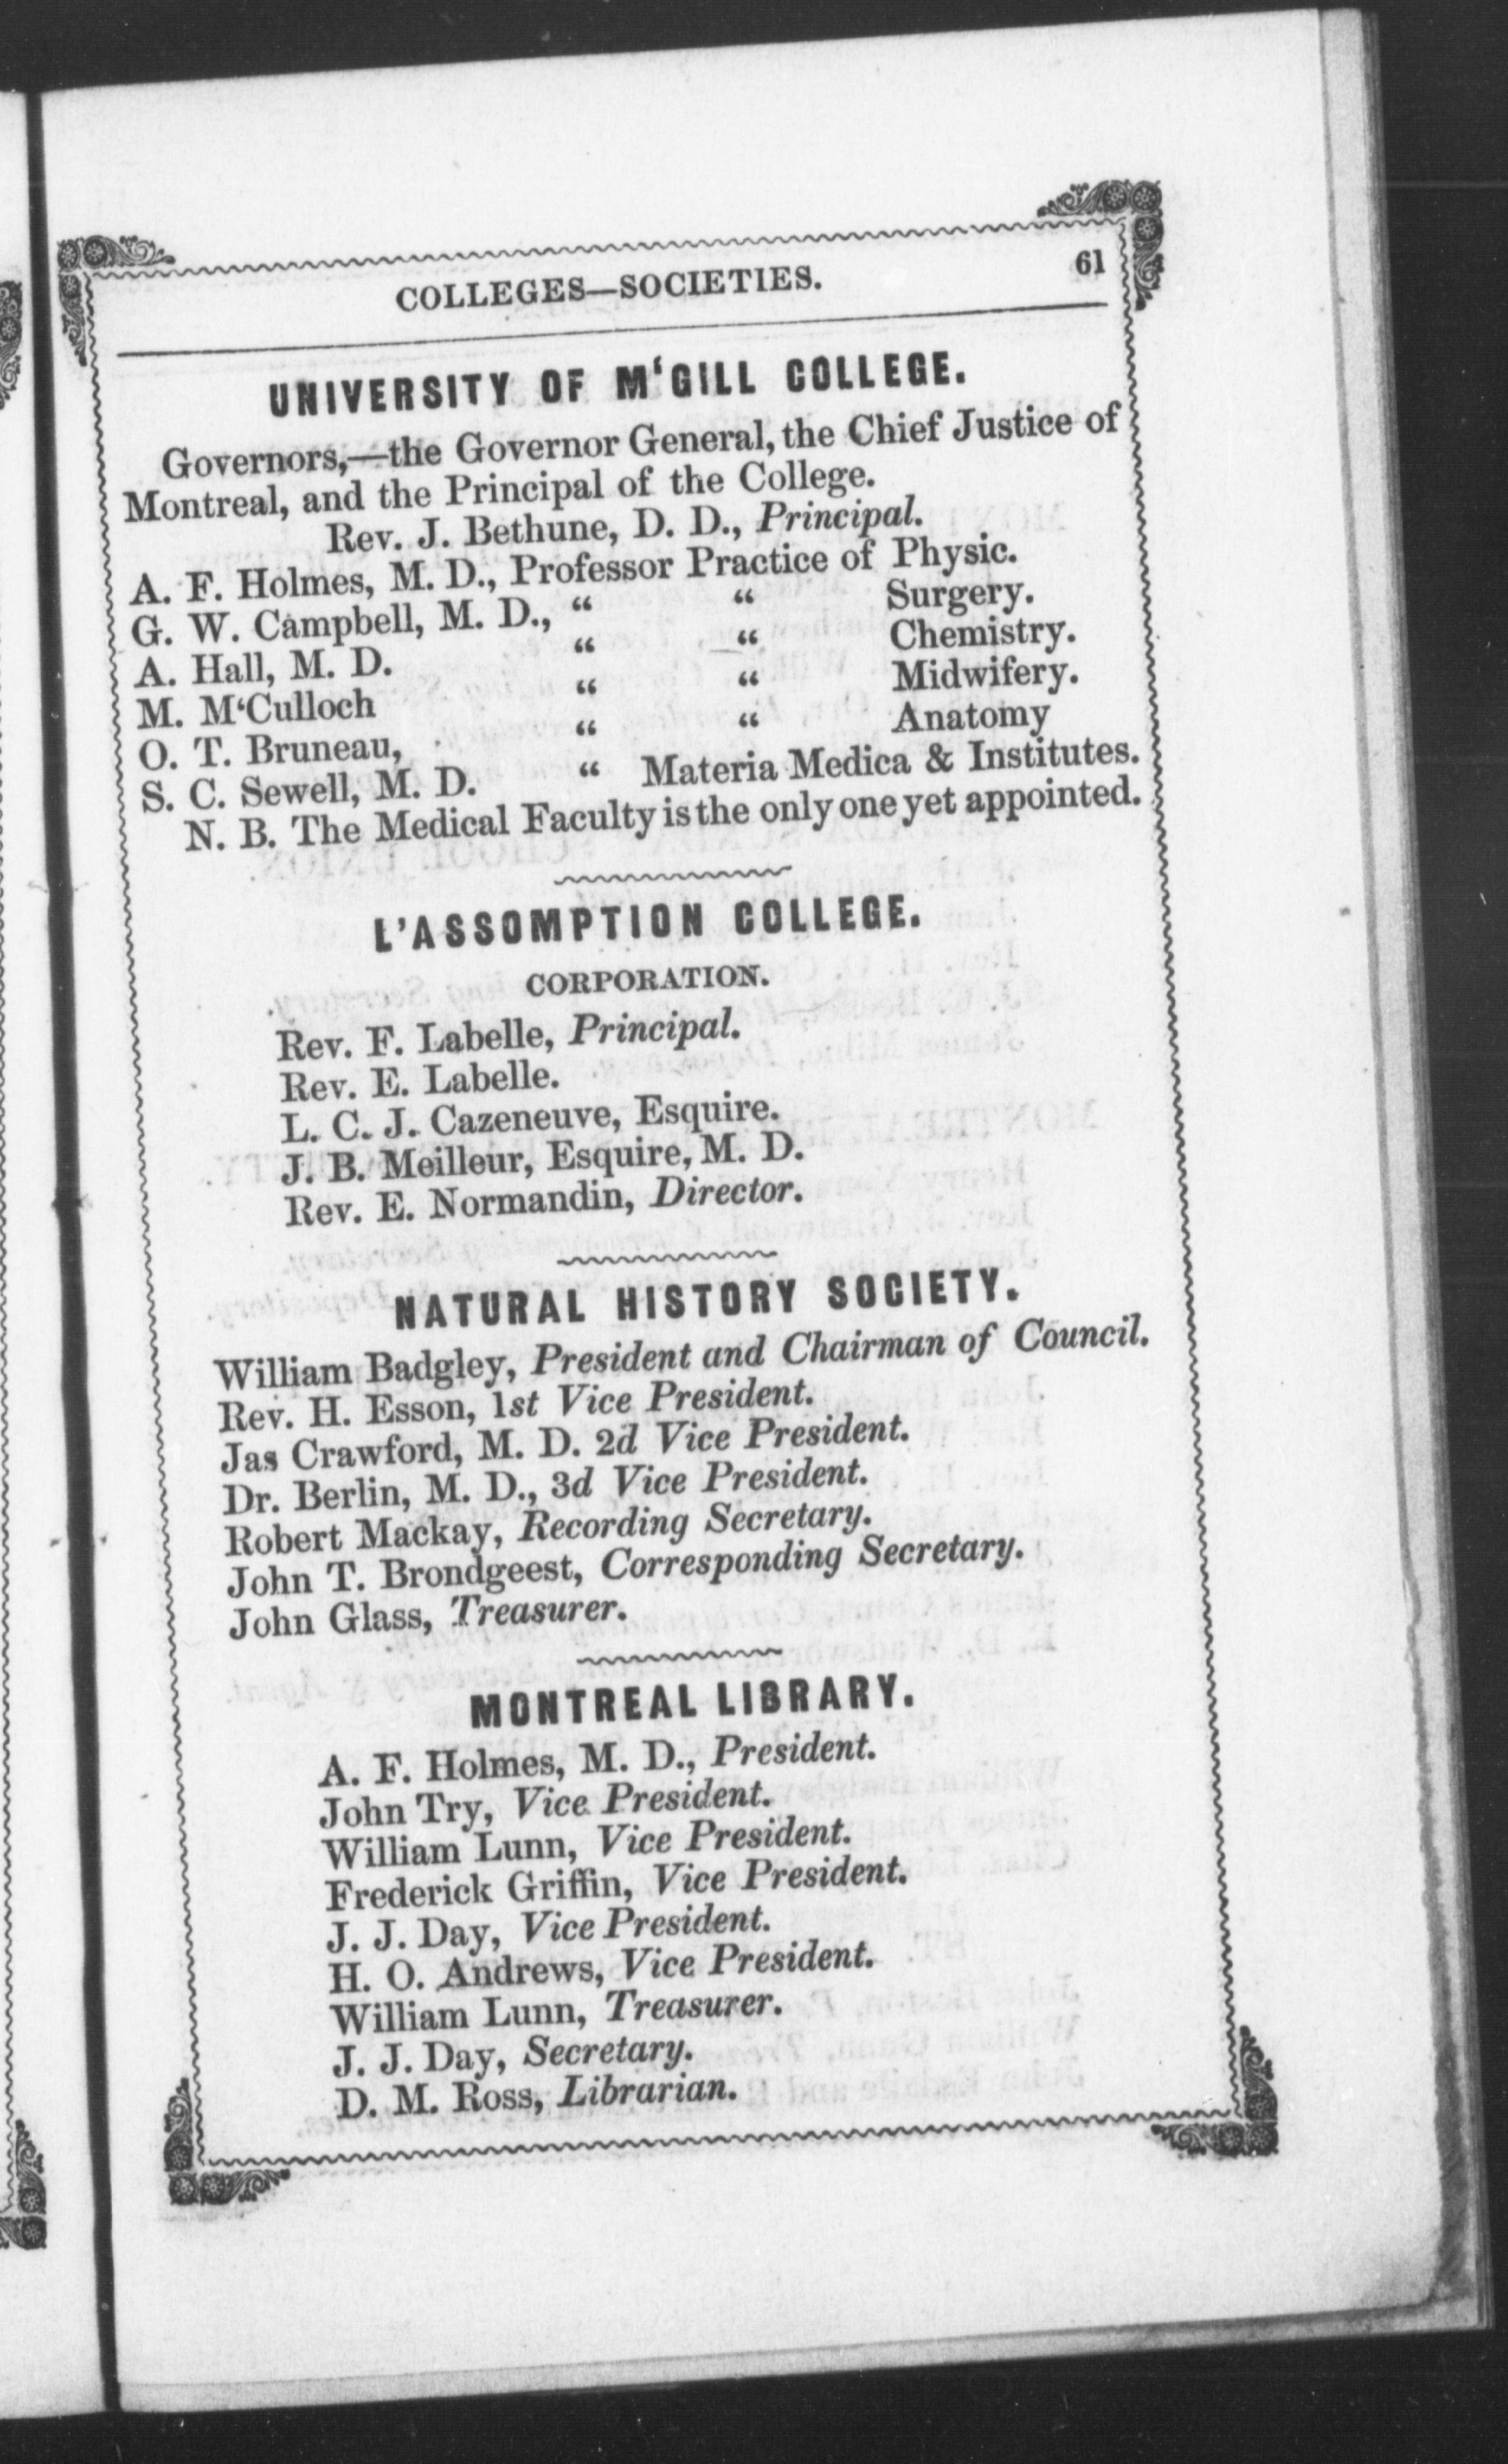 COLLEGES—SOCIETIES. 61
UNIVERSITY OF M‘GILL COLLEGE.
Governors,—the Governor General, the Chief Justice of
Montreal, and the Principal of the College.
Rev. J. Bethune, D. D., Principal.
A. F. Holmes, M. D., Professor Practice of Physic.
G. W. Campbell, M. D., “ “ Surgery.
A. Hall, M. D. “ “ Chemistry.
M. M‘Culloch “ “ Midwifery.
O. T. Bruneau, “ “ Anatomy
S. C. Sewell, M. D. “ Materia Medica & Institutes.
N. B. The Medical Faculty is the only one yet appointed.
L’ASSOMPTION COLLEGE.
CORPORATION.
Rev. F. Labelle, Principal.
Rev. E. Labelle.
L. C. J. Cazeneuve, Esquire.
J. B. Meilleur, Esquire, M. D.
Rev. E. Normandin, Director.
NATURAL HISTORY SOCIETY.
William Badgley, President and Chairman of Council.
Rev. H. Esson, 1st Vice President.
Jas Crawford, M. D. 2d Vice President.
Dr. Berlin, M. D., 3d Vice President.
Robert Mackay, Recording Secretary.
John T. Brondgeest, Corresponding Secretary.
John Glass, Treasurer.
MONTREAL LIBRARY.
A. F. Holmes, M. D., President.
John Try, Vice President.
William Lunn, Vice President.
Frederick Griffin, Vice President.
J. J. Day, Vice President.
H. O. Andrews, Vice President.
William Lunn, Treasurer.
J. J. Day, Secretary.
D. M. Ross, Librarian.